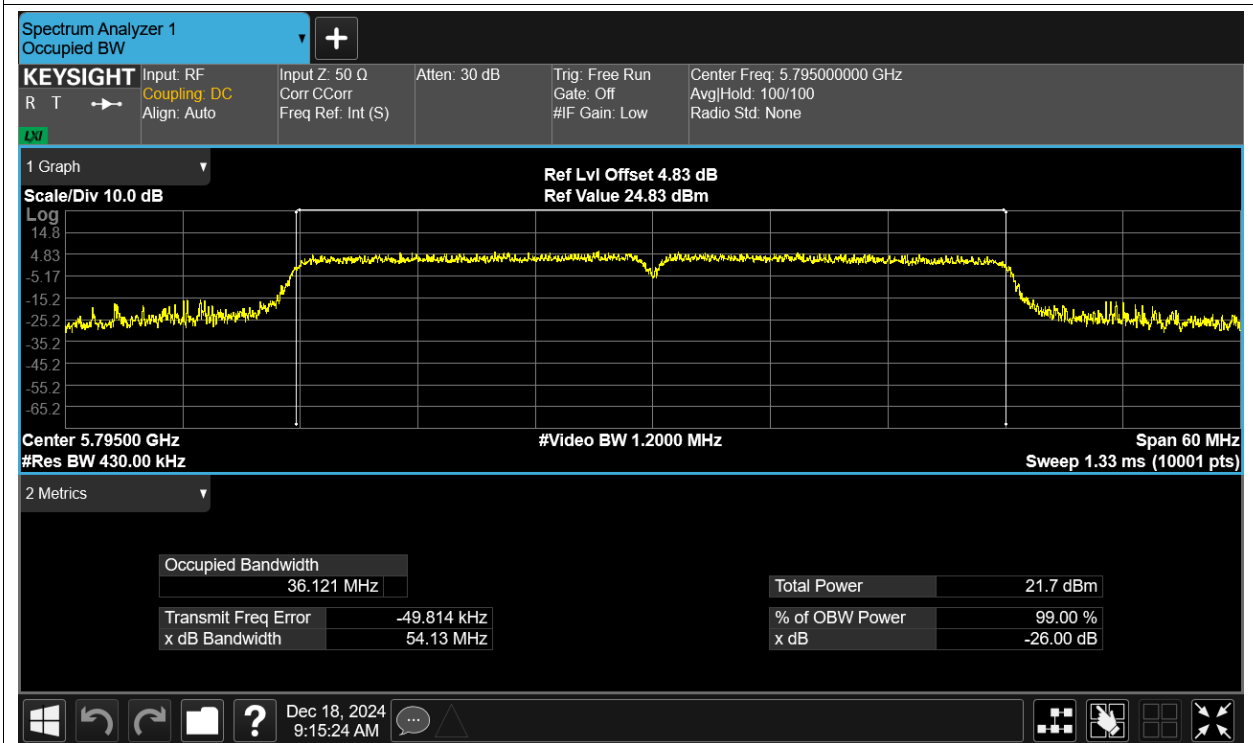 Spectrum Analyzer 1
Occupied BW
KEYSIGHT
R T
LXI
Input: RF
Coupling: DC
Align: Auto
Input Z: 50 Ω
Corr CCorr
Freq Ref: Int (S)
Atten: 30 dB
Trig: Free Run
Gate: Off
#IF Gain: Low
Center Freq: 5.795000000 GHz
Avg|Hold: 100/100
Radio Std: None
1 Graph
Ref Lvl Offset 4.83 dB
Scale/Div 10.0 dB
Ref Value 24.83 dBm
Log
14.8
4.83
-5.17
-15.2
-25.2
-35.2
-45.2
-55.2
-65.2
Center 5.79500 GHz
#Video BW 1.2000 MHz
Span 60 MHz
#Res BW 430.00 kHz
Sweep 1.33 ms (10001 pts)
2 Metrics
Occupied Bandwidth
36.121 MHz
Total Power 21.7 dBm
Transmit Freq Error -49.814 kHz
% of OBW Power 99.00 %
x dB Bandwidth 54.13 MHz
x dB -26.00 dB
?
Dec 18, 2024
9:15:24 AM